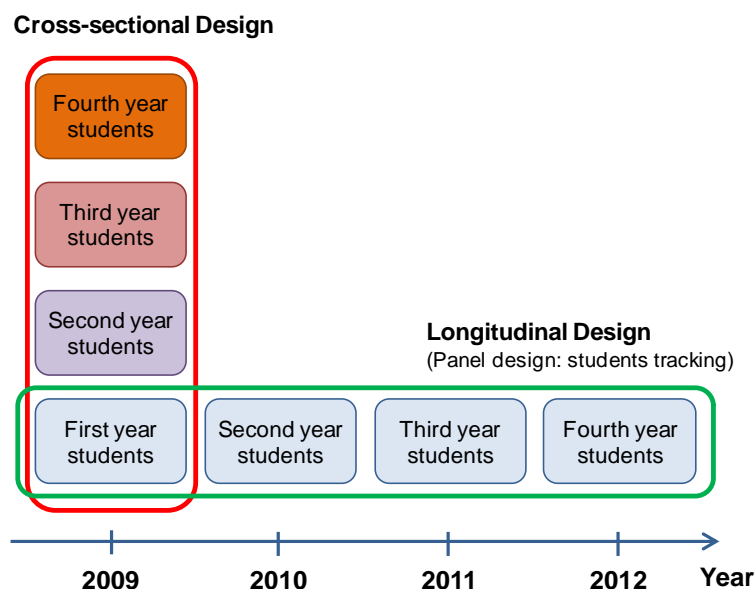 Cross-sectional Design
Fourth year
students
Third year
students
Second year
students
Longitudinal Design
(Panel design: students tracking)
First year
students
Second year
students
Third year
students
Fourth year
students
2009
2010
2011
2012
Year